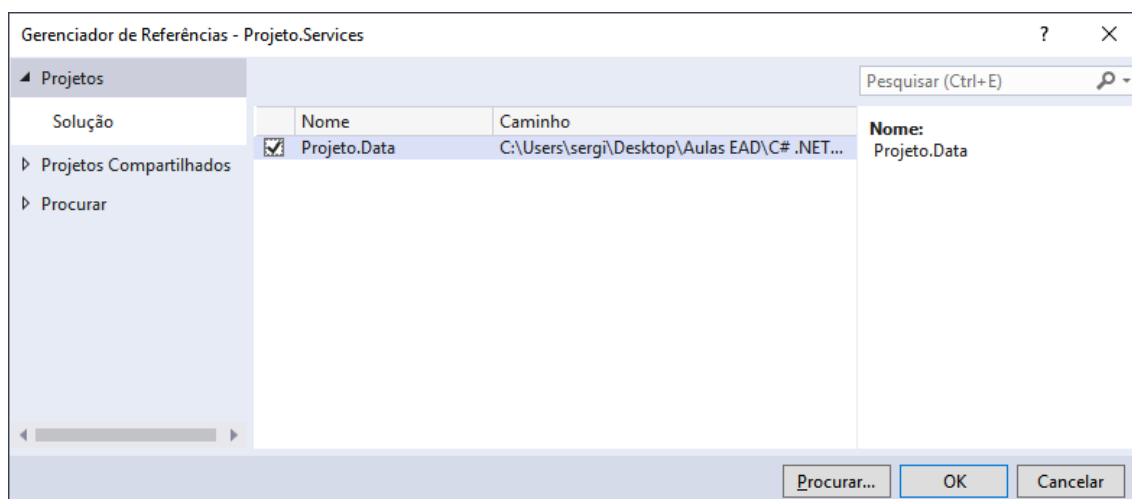 Gerenciador de Referências - Projeto.Services ?
Projetos
Pesquisar (Ctrl+E)
Solução
Projetos Compartilhados
Procurar
Nome Caminho
Projeto.Data C:\Users\sergi\Desktop\Aulas EAD\C# .NET...
Nome:
Projeto.Data
Procurar... OK Cancelar